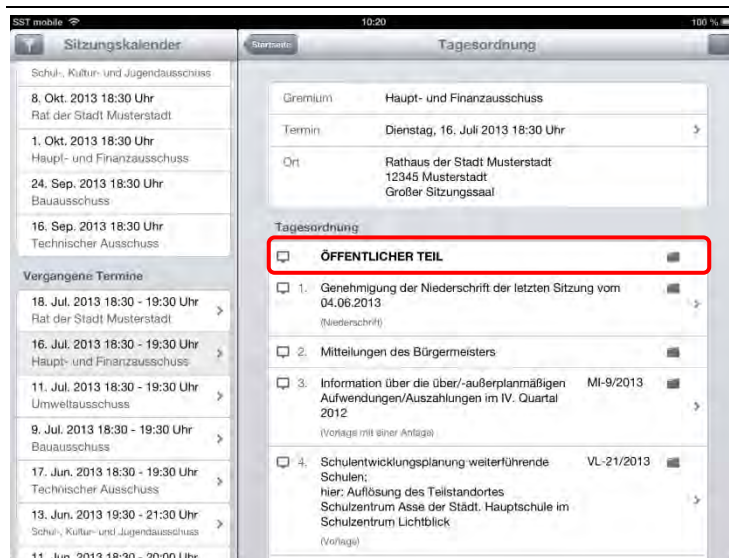 SST mobile 10:20 100 %
Sitzungskalender
Schul-, Kultur- und Jugendausschuss
8. Okt. 2013 18:30 Uhr
Rat der Stadt Musterstadt
1. Okt. 2013 18:30 Uhr
Haupt- und Finanzausschuss
24. Sep. 2013 18:30 Uhr
Bauausschuss
16. Sep. 2013 18:30 Uhr
Technischer Ausschuss
Vergangene Termine
18. Jul. 2013 18:30 - 19:30 Uhr
Rat der Stadt Musterstadt
16. Jul. 2013 18:30 - 19:30 Uhr
Haupt- und Finanzausschuss
11. Jul. 2013 18:30 - 19:30 Uhr
Umweltausschuss
9. Jul. 2013 18:30 - 19:30 Uhr
Bauausschuss
17. Jun. 2013 18:30 - 19:30 Uhr
Technischer Ausschuss
13. Jun. 2013 19:30 - 21:30 Uhr
Schul-, Kultur- und Jugendausschuss
11. Jun. 2013 18:30 - 20:00 Uhr
Startseite
Tagesordnung
Gremium Haupt- und Finanzausschuss
Termin Dienstag, 16. Juli 2013 18:30 Uhr
Ort Rathaus der Stadt Musterstadt
12345 Musterstadt
Großer Sitzungssaal
Tagesordnung
ÖFFENTLICHER TEIL
1. Genehmigung der Niederschrift der letzten Sitzung vom
04.06.2013
(Niederschrift)
2. Mitteilungen des Bürgermeisters
3. Information über die über/-außerplanmäßigen MI-9/2013
Aufwendungen/Auszahlungen im IV. Quartal
2012
(Vorlage mit einer Anlage)
4. Schulentwicklungsplanung weiterführende VL-21/2013
Schulen;
hier: Auflösung des Teilstandortes
Schulzentrum Asse der Städt. Hauptschule im
Schulzentrum Lichtblick
(Vorlage)